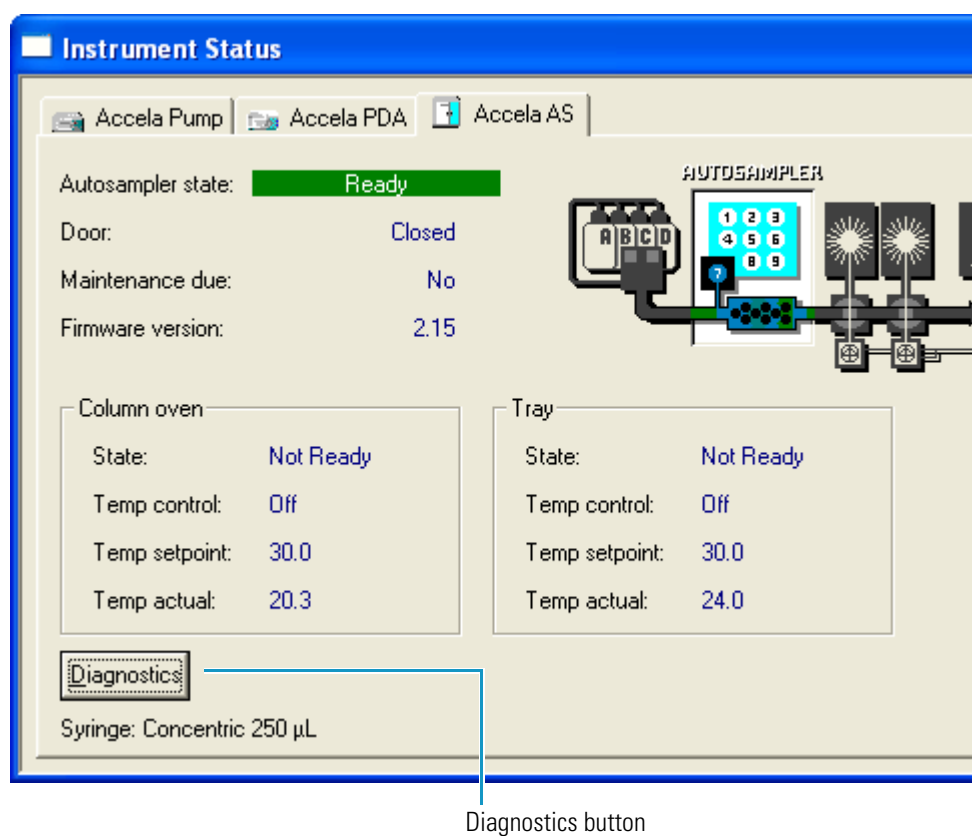 Instrument Status
Accela Pump Accela PDA Accela AS
Autosampler state: Ready
Door: Closed
Maintenance due: No
Firmware version: 2.15
AUTOSAMPLER
A B C D
1 2 3
4 5 6
8 9
7
Column oven
State: Not Ready
Temp control: Off
Temp setpoint: 30.0
Temp actual: 20.3
Tray
State: Not Ready
Temp control: Off
Temp setpoint: 30.0
Temp actual: 24.0
Diagnostics
Syringe: Concentric 250 µL
Diagnostics button